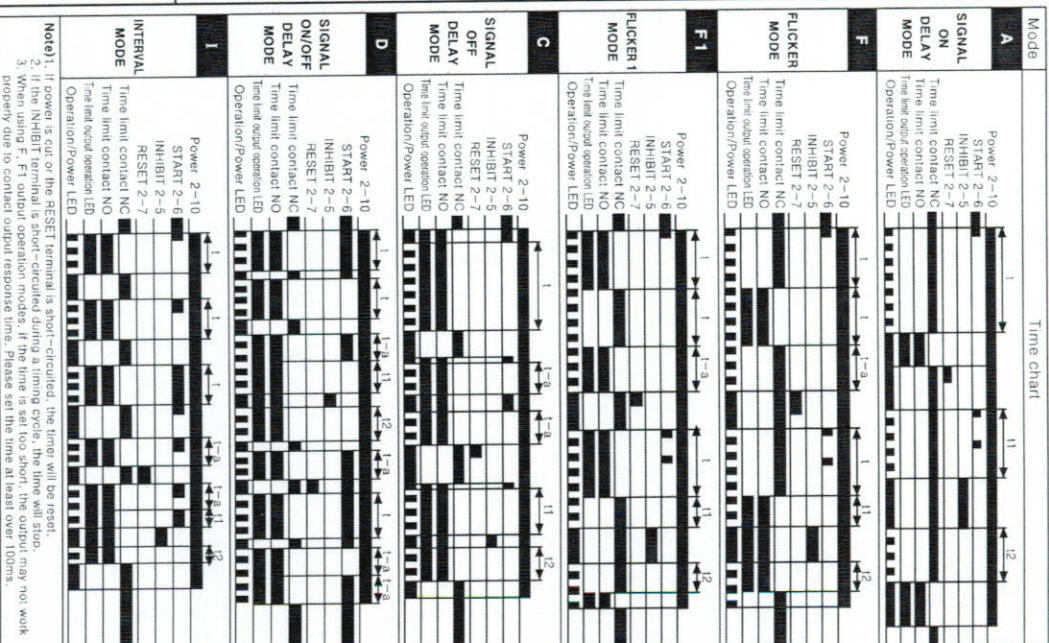 Mode
Time chart
A
SIGNAL
ON
DELAY
MODE
Power 2-10
START 2-6
INHIBIT 2-5
RESET 2-7
Time limit contact NC
Time limit contact NO
Time limit output operation LED
Operation/Power LED
t
t1
t2
F
FLICKER
MODE
Power 2-10
START 2-6
INHIBIT 2-5
RESET 2-7
Time limit contact NC
Time limit contact NO
Time limit output operation LED
Operation/Power LED
t
t
t-a
t
t1
t2
F1
FLICKER1
MODE
Power 2-10
START 2-6
INHIBIT 2-5
RESET 2-7
Time limit contact NC
Time limit contact NO
Time limit output operation LED
Operation/Power LED
t
t
t-a
t
t1
t2
C
SIGNAL
OFF
DELAY
MODE
Power 2-10
START 2-6
INHIBIT 2-5
RESET 2-7
Time limit contact NC
Time limit contact NO
Time limit output operation LED
Operation/Power LED
t
t-a
t-a
t1
t2
D
SIGNAL
ON/OFF
DELAY
MODE
Power 2-10
START 2-6
INHIBIT 2-5
RESET 2-7
Time limit contact NC
Time limit contact NO
Time limit output operation LED
Operation/Power LED
t
t
t-a
t1
t2
t-a
t
t-a
t-a
I
INTERVAL
MODE
Power 2-10
START 2-6
INHIBIT 2-5
RESET 2-7
Time limit contact NC
Time limit contact NO
Time limit output operation LED
Operation/Power LED
t
t
t
t-a
t-a
t1
t2
Note)1. If power is cut or the RESET terminal is short-circuited, the timer will be reset.
2. If the INHIBIT terminal is short-circuited during a timing cycle, the time will stop.
3. When using F, F1 output operation modes, if the time is set too short, the output may not work
properly due to contact output response time. Please set the time at least over 100ms.